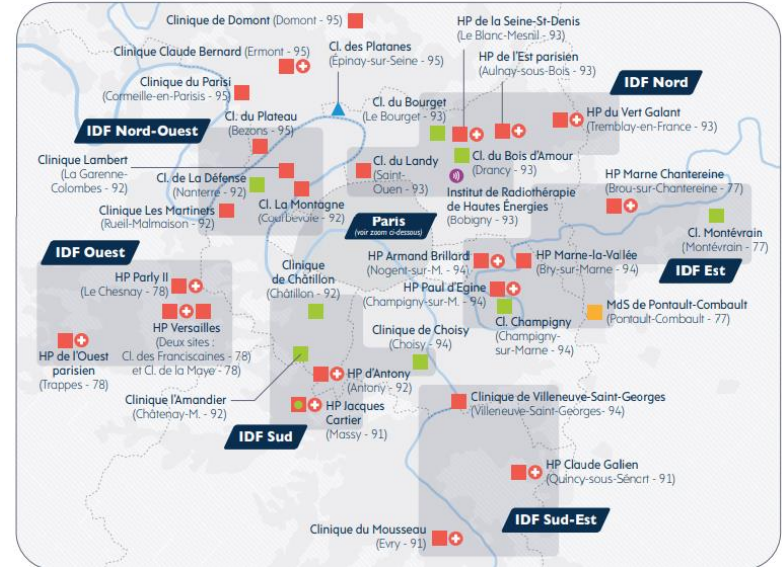 Clinique de Domont (Domont - 95)
Clinique Claude Bernard (Ermont - 95)
Clinique du Parisi
(Cormeille-en-Parisis - 95)
Cl. des Platanes
(Épinay-sur-Seine - 95)
HP de la Seine-St-Denis
(Le Blanc-Mesnil - 93)
HP de l'Est parisien
(Aulnay-sous-Bois - 93)
IDF Nord
HP du Vert Galant
(Tremblay-en-France - 93)
Cl. du Bourget
(Le Bourget - 93)
Cl. du Plateau
(Bezons - 95)
IDF Nord-Ouest
Clinique Lambert
(La Garenne-
Colombes - 92)
Cl. de La Défense
(Nanterre - 92)
Cl. La Montagne
(Courbevoie - 92)
Clinique Les Martinets
(Rueil-Malmaison - 92)
Cl. du Landy
(Saint-
Ouen - 93)
Cl. du Bois d'Amour
(Drancy - 93)
Institut de Radiothérapie
de Hautes Énergies
(Bobigny - 93)
HP Marne Chantereine
(Brou-sur-Chantereine - 77)
Cl. Montévrain
(Montévrain - 77)
IDF Est
Paris
(voir zoom ci-dessous)
IDF Ouest
HP Parly II
(Le Chesnay - 78)
HP Versailles
(Deux sites :
Cl. des Franciscaines - 78)
et Cl. de la Maye - 78)
HP de l'Ouest
parisien
(Trappes - 78)
Clinique
de Châtillon
(Châtillon - 92)
HP Armand Brillard
(Nogent-sur-M. - 94)
HP Marne-la-Vallée
(Bry-sur-Marne - 94)
HP Paul d'Egine
(Champigny-sur-M. - 94)
Cl. Champigny
(Champigny-
sur-Marne - 94)
MdS de Pontault-Combault
(Pontault-Combault - 77)
Clinique de Choisy
(Choisy - 94)
Clinique l'Amandier
(Châtenay-M. - 92)
HP d'Antony
(Antony - 92)
HP Jacques
Cartier
(Massy - 91)
IDF Sud
Clinique de Villeneuve-Saint-Georges
(Villeneuve-Saint-Georges - 94)
HP Claude Galien
(Quincy-sous-Sénart - 91)
IDF Sud-Est
Clinique du Mousseau
(Evry - 91)